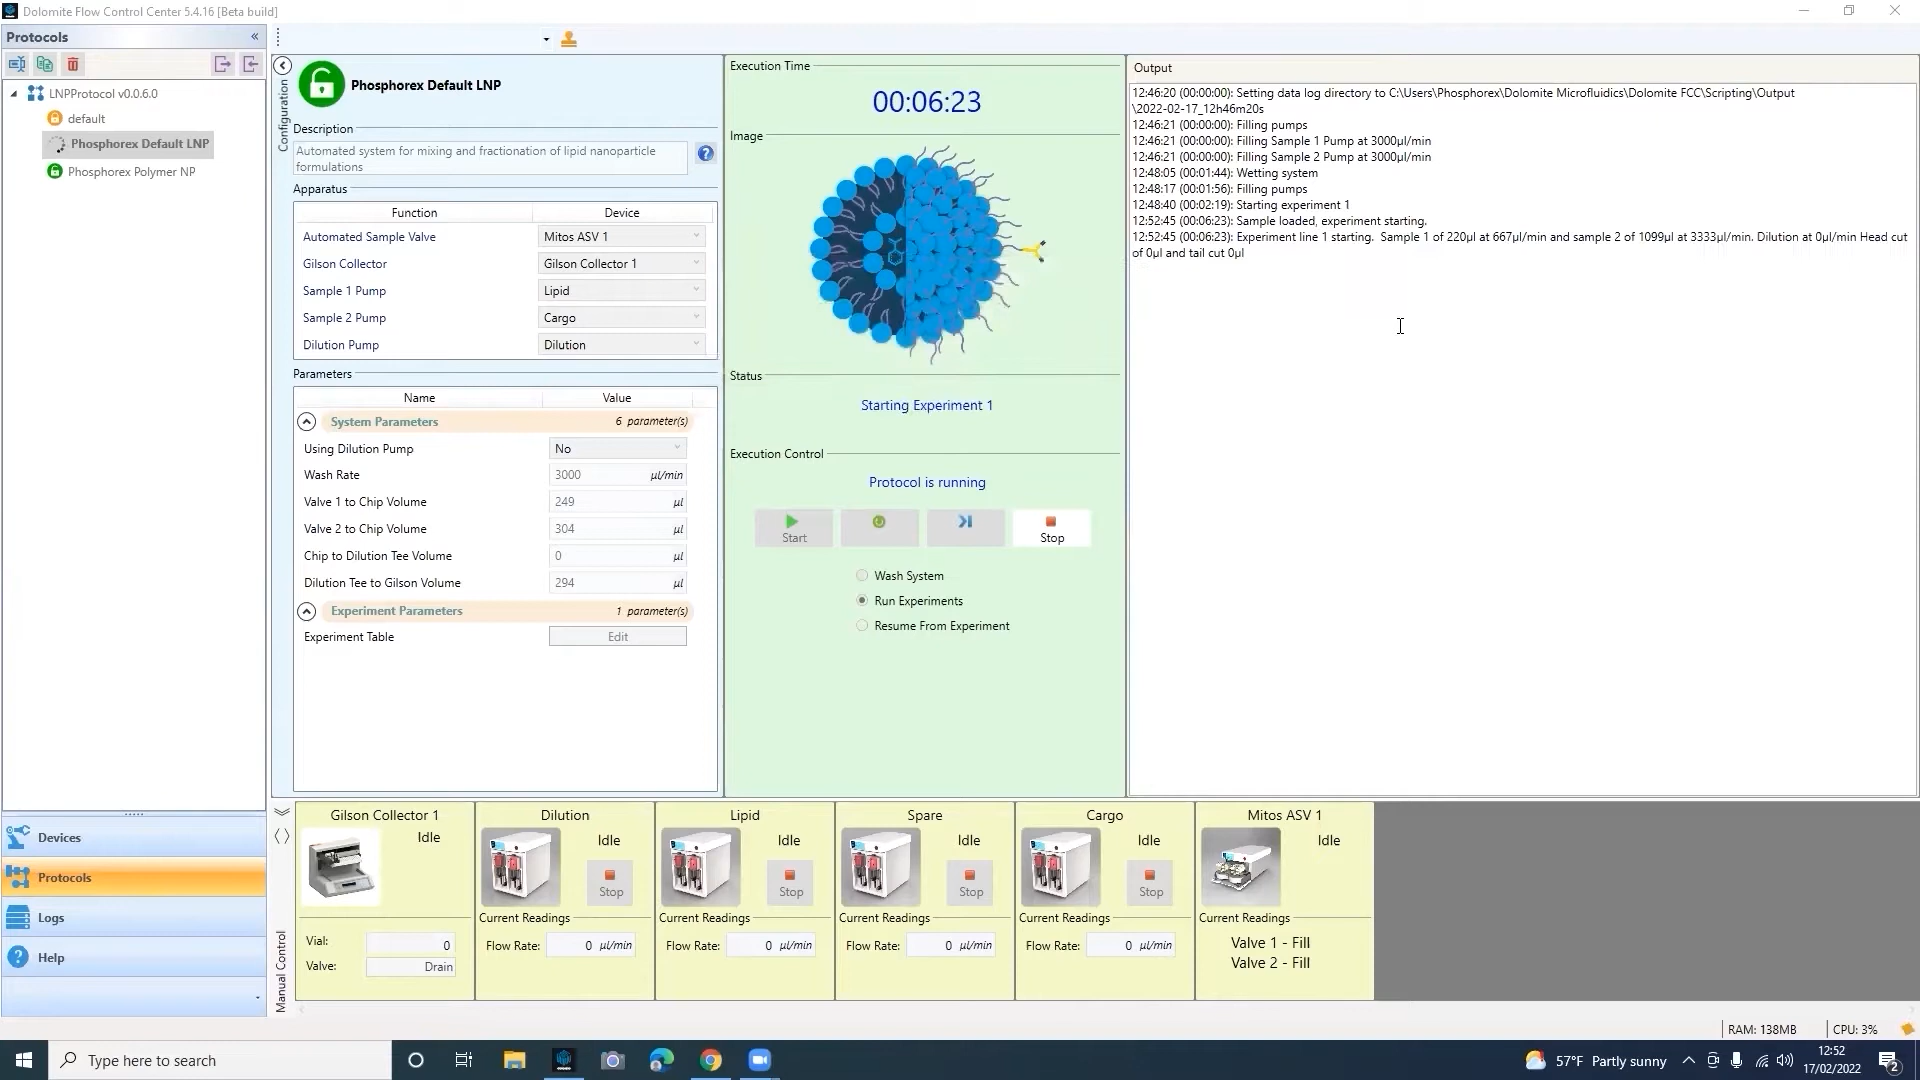 Dolomite Flow Control Center 5.4.16 [Beta build]
Protocols
LNPProtocol v0.0.6.0
default
Phosphorex Default LNP
Phosphorex Polymer NP
Devices
Protocols
Logs
Help
Configuration
Phosphorex Default LNP
Description
Automated system for mixing and fractionation of lipid nanoparticle
formulations
Apparatus
Function Device
Automated Sample Valve Mitos ASV 1
Gilson Collector Gilson Collector 1
Sample 1 Pump Lipid
Sample 2 Pump Cargo
Dilution Pump Dilution
Parameters
Name Value
System Parameters 6 parameter(s)
Using Dilution Pump No
Wash Rate 3000 µl/min
Valve 1 to Chip Volume 249 µl
Valve 2 to Chip Volume 304 µl
Chip to Dilution Tee Volume 0 µl
Dilution Tee to Gilson Volume 294 µl
Experiment Parameters 1 parameter(s)
Experiment Table Edit
Execution Time
00:06:23
Image
Status
Starting Experiment 1
Execution Control
Protocol is running
Start Stop
Wash System
Run Experiments
Resume From Experiment
Output
12:46:20 (00:00:00): Setting data log directory to C:\Users\Phosphorex\Dolomite Microfluidics\Dolomite FCC\Scripting\Output
\2022-02-17_12h46m20s
12:46:21 (00:00:00): Filling pumps
12:46:21 (00:00:00): Filling Sample 1 Pump at 3000µl/min
12:46:21 (00:00:00): Filling Sample 2 Pump at 3000µl/min
12:48:05 (00:01:44): Wetting system
12:48:17 (00:01:56): Filling pumps
12:48:40 (00:02:19): Starting experiment 1
12:52:45 (00:06:23): Sample loaded, experiment starting.
12:52:45 (00:06:23): Experiment line 1 starting.  Sample 1 of 220µl at 667µl/min and sample 2 of 1099µl at 3333µl/min. Dilution at 0µl/min Head cut
of 0µl and tail cut 0µl
Manual Control
Gilson Collector 1
Idle
Vial: 0
Valve: Drain
Dilution
Idle
Stop
Current Readings
Flow Rate: 0 µl/min
Lipid
Idle
Stop
Current Readings
Flow Rate: 0 µl/min
Spare
Idle
Stop
Current Readings
Flow Rate: 0 µl/min
Cargo
Idle
Stop
Current Readings
Flow Rate: 0 µl/min
Mitos ASV 1
Idle
Current Readings
Valve 1 - Fill
Valve 2 - Fill
RAM: 138MB CPU: 3%
Type here to search
57°F Partly sunny
12:52
17/02/2022
2